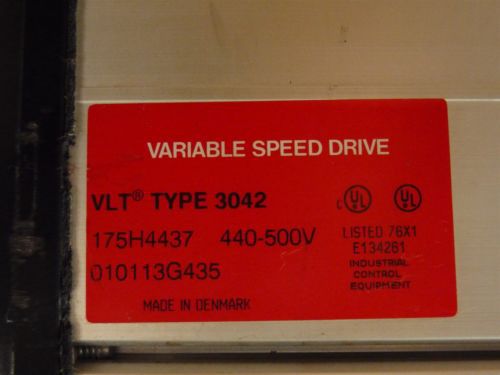 VARIABLE SPEED DRIVE
VLT® TYPE 3042
175H4437 440-500V
010113G435
MADE IN DENMARK
C UL UL
LISTED 76X1
E134261
INDUSTRIAL
CONTROL
EQUIPMENT